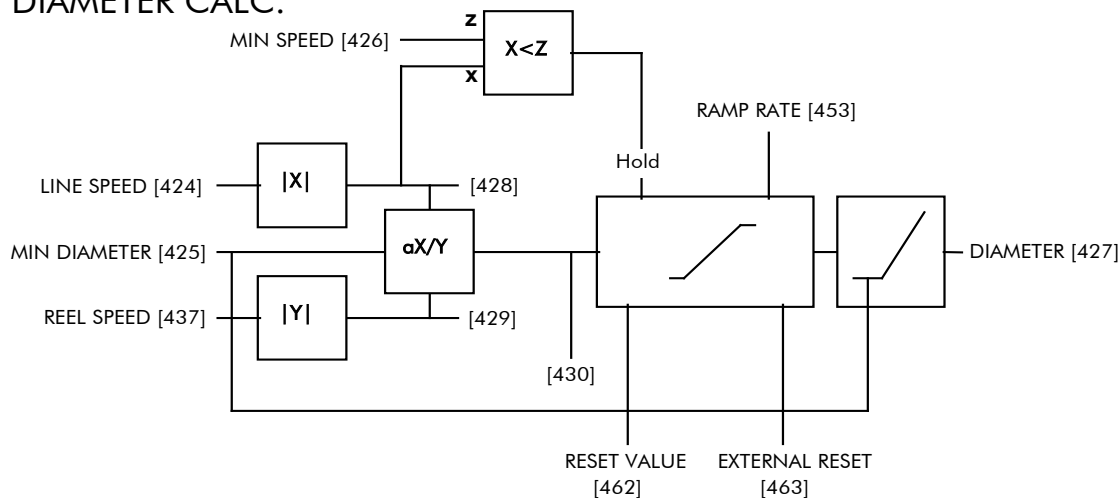 DIAMETER CALC.
MIN SPEED [426]
z
X<Z
x
RAMP RATE [453]
Hold
LINE SPEED [424]
|X|
[428]
MIN DIAMETER [425]
aX/Y
DIAMETER [427]
REEL SPEED [437]
|Y|
[429]
[430]
RESET VALUE
[462]
EXTERNAL RESET
[463]